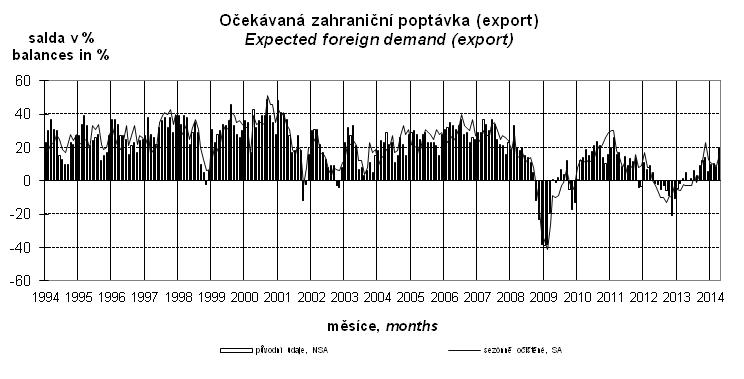 Očekávaná zahraniční poptávka (export)
Expected foreign demand (export)
salda v %
balances in %
60
40
20
0
-20
-40
-60
1994 1995 1996 1997 1998 1999 2000 2001 2002 2003 2004 2005 2006 2007 2008 2009 2010 2011 2012 2013 2014
měsíce, months
původní údaje, NSA
sezónně očištěné, SA